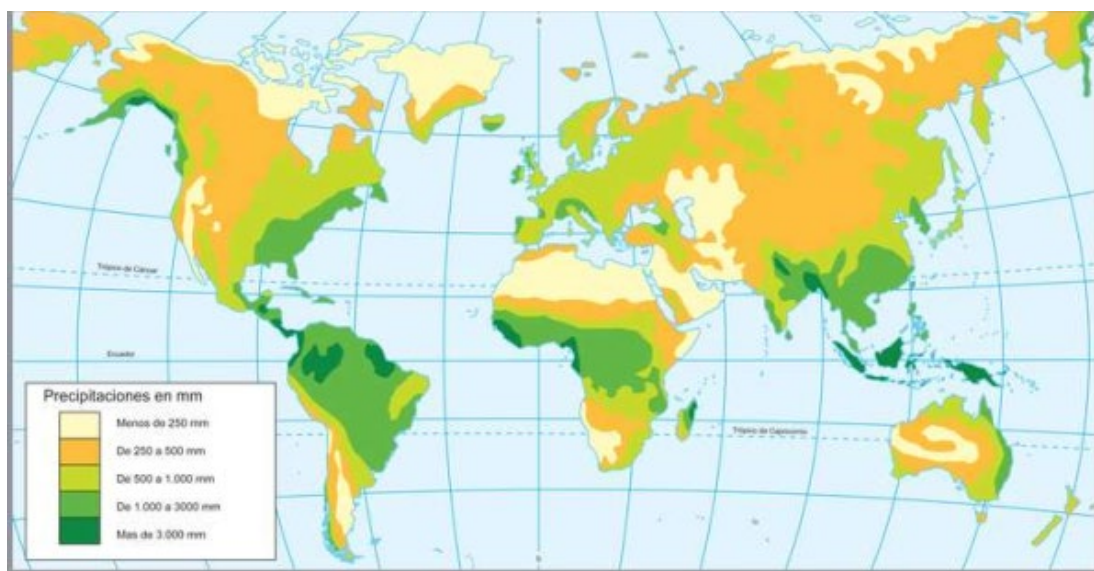 Trópico de Cáncer
Ecuador
Trópico de Capricornio
Precipitaciones en mm
Menos de 250 mm
De 250 a 500 mm
De 500 a 1.000 mm
De 1.000 a 3000 mm
Mas de 3.000 mm